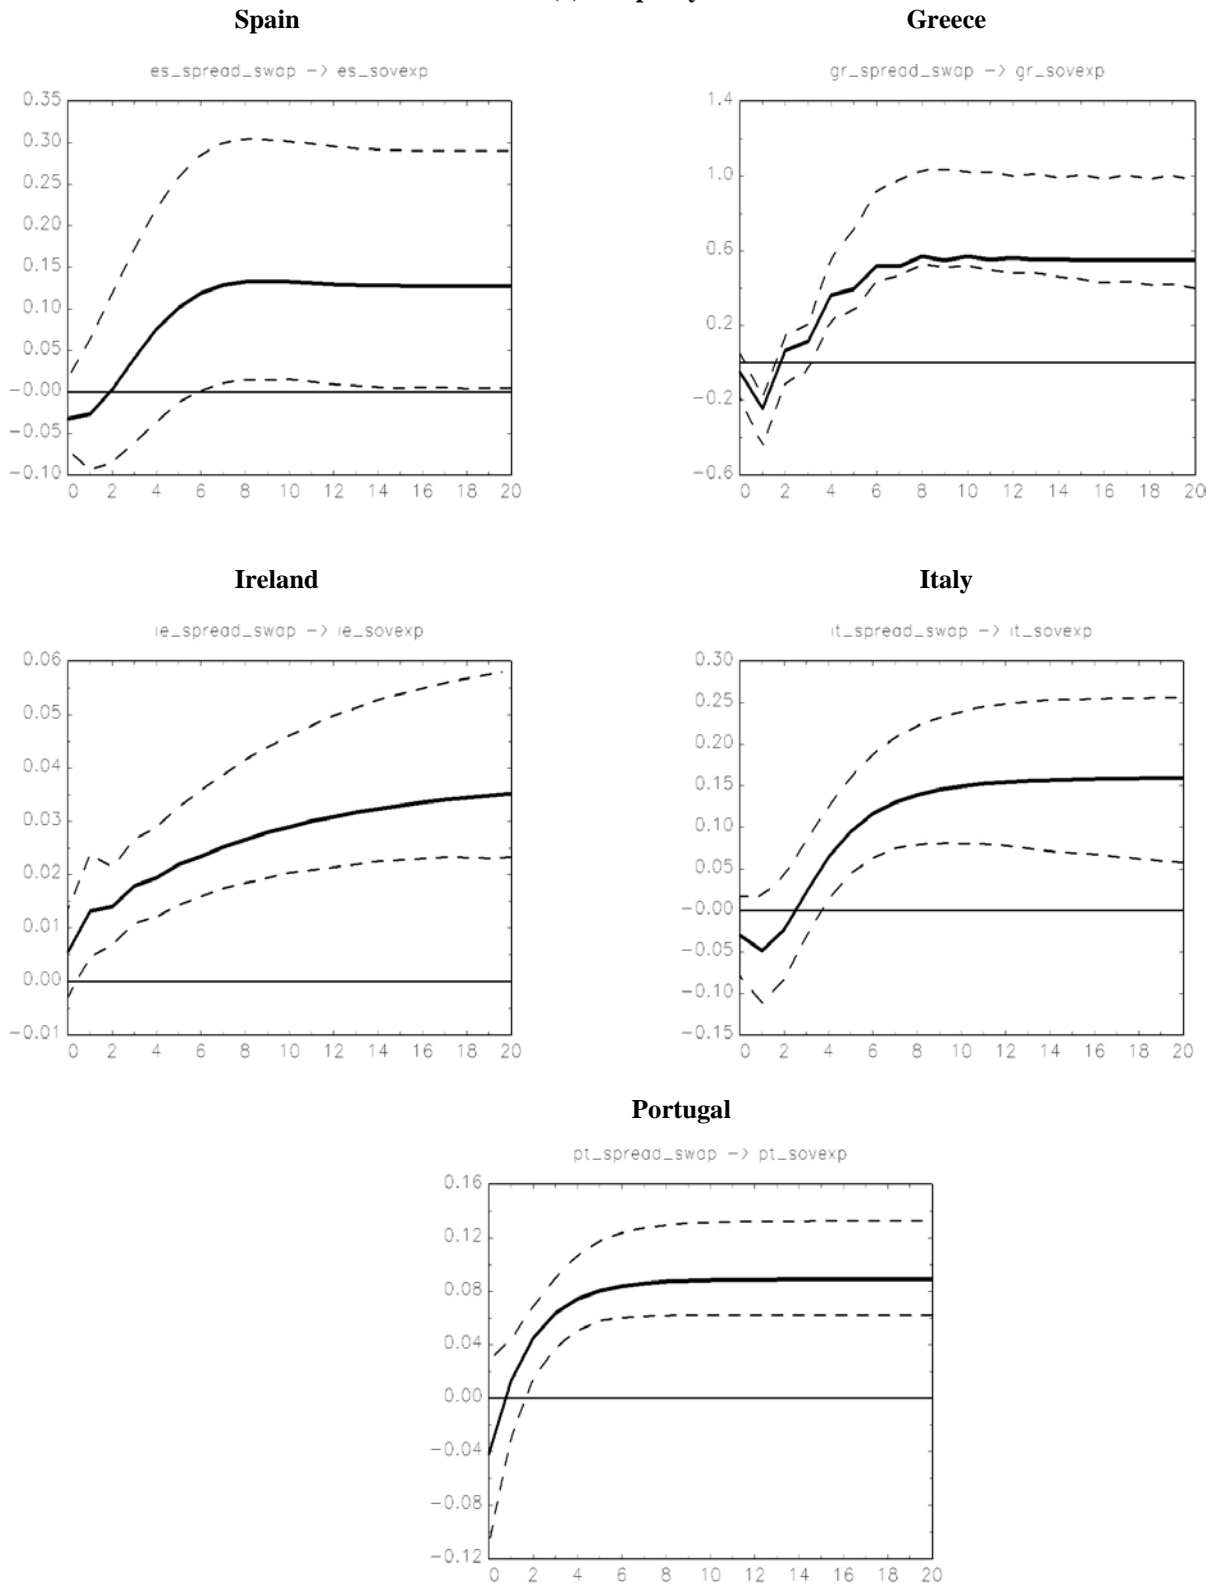 Spain
Greece
es_spread_swap -> es_sovexp
gr_spread_swap -> gr_sovexp
0.35
0.30
0.25
0.20
0.15
0.10
0.05
-0.00
-0.05
-0.10
0 2 4 6 8 10 12 14 16 18 20
1.4
1.0
0.6
0.2
-0.2
-0.6
0 2 4 6 8 10 12 14 16 18 20
Ireland
Italy
ie_spread_swap -> ie_sovexp
it_spread_swap -> it_sovexp
0.06
0.05
0.04
0.03
0.02
0.01
0.00
-0.01
0 2 4 6 8 10 12 14 16 18 20
0.30
0.25
0.20
0.15
0.10
0.05
-0.00
-0.05
-0.10
-0.15
0 2 4 6 8 10 12 14 16 18 20
Portugal
pt_spread_swap -> pt_sovexp
0.16
0.12
0.08
0.04
0.00
-0.04
-0.08
-0.12
0 2 4 6 8 10 12 14 16 18 20